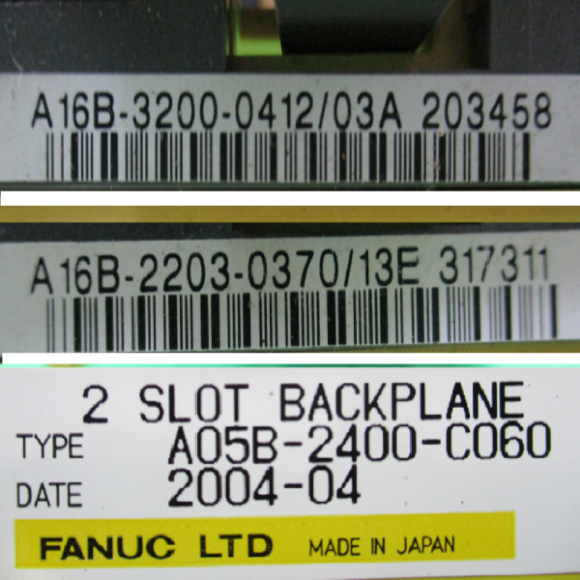 A16B-3200-0412/03A 203458
A16B-2203-0370/13E 317311
2 SLOT BACKPLANE
TYPE A05B-2400-C060
DATE 2004-04
FANUC LTD MADE IN JAPAN